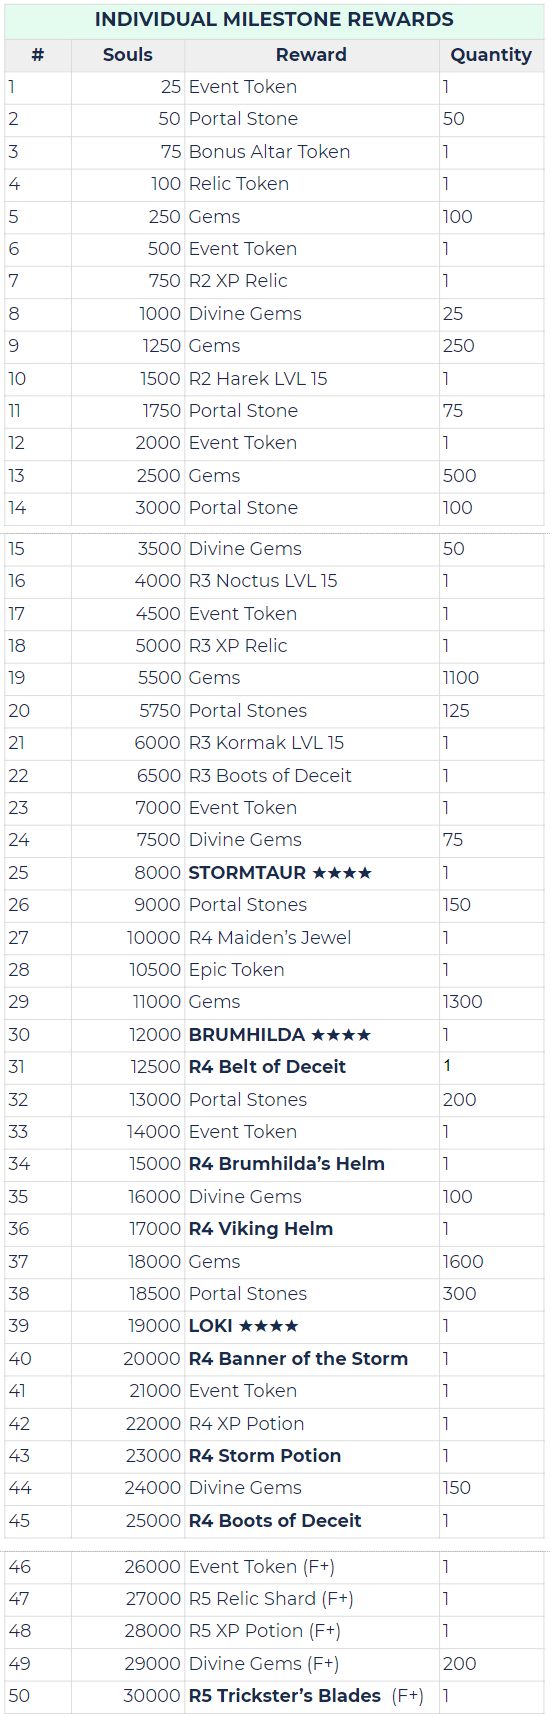 INDIVIDUAL MILESTONE REWARDS
# Souls Reward Quantity
1 25 Event Token 1
2 50 Portal Stone 50
3 75 Bonus Altar Token 1
4 100 Relic Token 1
5 250 Gems 100
6 500 Event Token 1
7 750 R2 XP Relic 1
8 1000 Divine Gems 25
9 1250 Gems 250
10 1500 R2 Harek LVL 15 1
11 1750 Portal Stone 75
12 2000 Event Token 1
13 2500 Gems 500
14 3000 Portal Stone 100
15 3500 Divine Gems 50
16 4000 R3 Noctus LVL 15 1
17 4500 Event Token 1
18 5000 R3 XP Relic 1
19 5500 Gems 1100
20 5750 Portal Stones 125
21 6000 R3 Kormak LVL 15 1
22 6500 R3 Boots of Deceit 1
23 7000 Event Token 1
24 7500 Divine Gems 75
25 8000 STORMTAUR ★★★★ 1
26 9000 Portal Stones 150
27 10000 R4 Maiden’s Jewel 1
28 10500 Epic Token 1
29 11000 Gems 1300
30 12000 BRUMHILDA ★★★★ 1
31 12500 R4 Belt of Deceit 1
32 13000 Portal Stones 200
33 14000 Event Token 1
34 15000 R4 Brumhilda’s Helm 1
35 16000 Divine Gems 100
36 17000 R4 Viking Helm 1
37 18000 Gems 1600
38 18500 Portal Stones 300
39 19000 LOKI ★★★★ 1
40 20000 R4 Banner of the Storm 1
41 21000 Event Token 1
42 22000 R4 XP Potion 1
43 23000 R4 Storm Potion 1
44 24000 Divine Gems 150
45 25000 R4 Boots of Deceit 1
46 26000 Event Token (F+) 1
47 27000 R5 Relic Shard (F+) 1
48 28000 R5 XP Potion (F+) 1
49 29000 Divine Gems (F+) 200
50 30000 R5 Trickster’s Blades (F+) 1